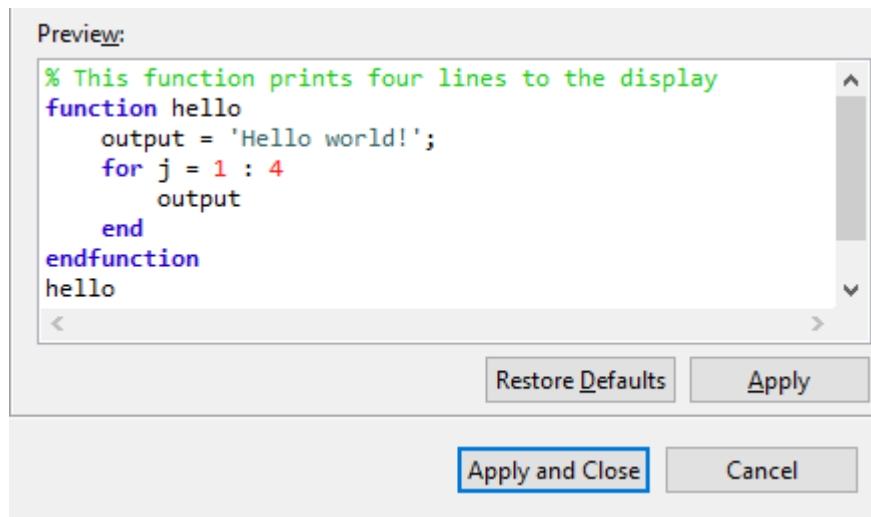 Preview:
% This function prints four lines to the display
function hello
    output = 'Hello world!';
    for j = 1 : 4
        output
    end
endfunction
hello
Restore Defaults Apply
Apply and Close Cancel